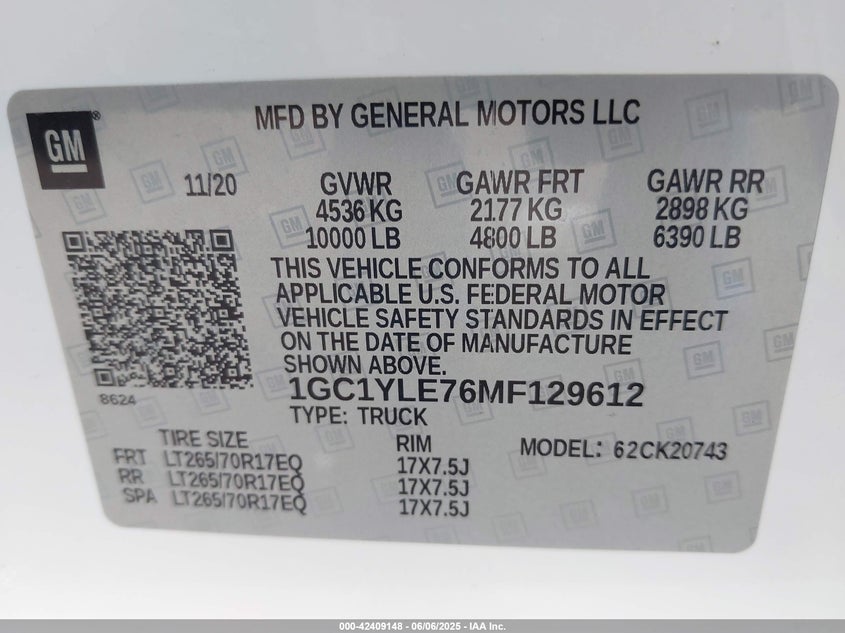 GM®
MFD BY GENERAL MOTORS LLC
11/20 GVWR GAWR FRT GAWR RR
4536 KG 2177 KG 2898 KG
10000 LB 4800 LB 6390 LB
THIS VEHICLE CONFORMS TO ALL
APPLICABLE U.S. FEDERAL MOTOR
VEHICLE SAFETY STANDARDS IN EFFECT
ON THE DATE OF MANUFACTURE
SHOWN ABOVE.
8624
1GC1YLE76MF129612
TYPE: TRUCK
TIRE SIZE RIM MODEL: 62CK20743
FRT LT265/70R17EQ 17X7.5J
RR LT265/70R17EQ 17X7.5J
SPA LT265/70R17EQ 17X7.5J
000-42409148 - 06/06/2025 - IAA Inc.